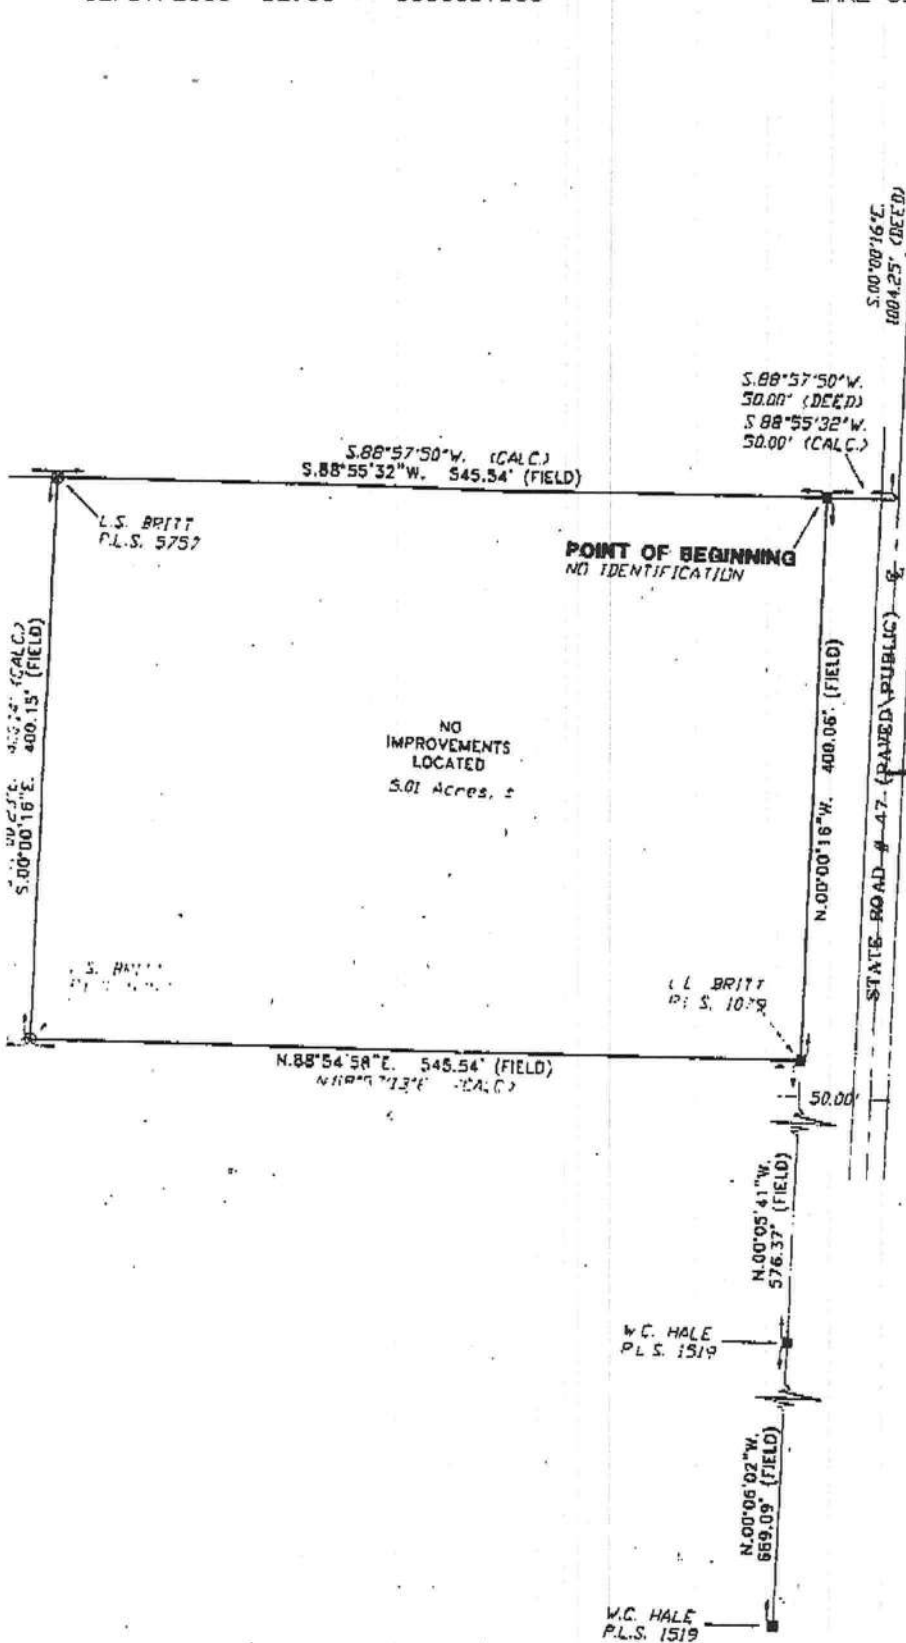 S.00°00'16"E.
1004.25' (DEED)
S.88°57'50"W.
50.00' (DEED)
S 88°55'32"W.
50.00' (CALC.)
S.88°57'50"W. (CALC.)
S.88°55'32"W. 545.54' (FIELD)
L.S. BRITT
P.L.S. 5757
POINT OF BEGINNING
NO IDENTIFICATION
(CALC.)
S.00°00'16"E. 400.15' (FIELD)
NO
IMPROVEMENTS
LOCATED
5.01 Acres, ±
N.00°00'16"W. 400.06' (FIELD)
STATE ROAD # 47 (PAVED\PUBLIC)
L BRITT
P.L.S. 1079
N.88°54'58"E. 545.54' (FIELD)
50.00'
N.00°05'41"W.
576.37' (FIELD)
W.C. HALE
P.L.S. 1519
N.00°06'02"W.
669.09' (FIELD)
W.C. HALE
P.L.S. 1519